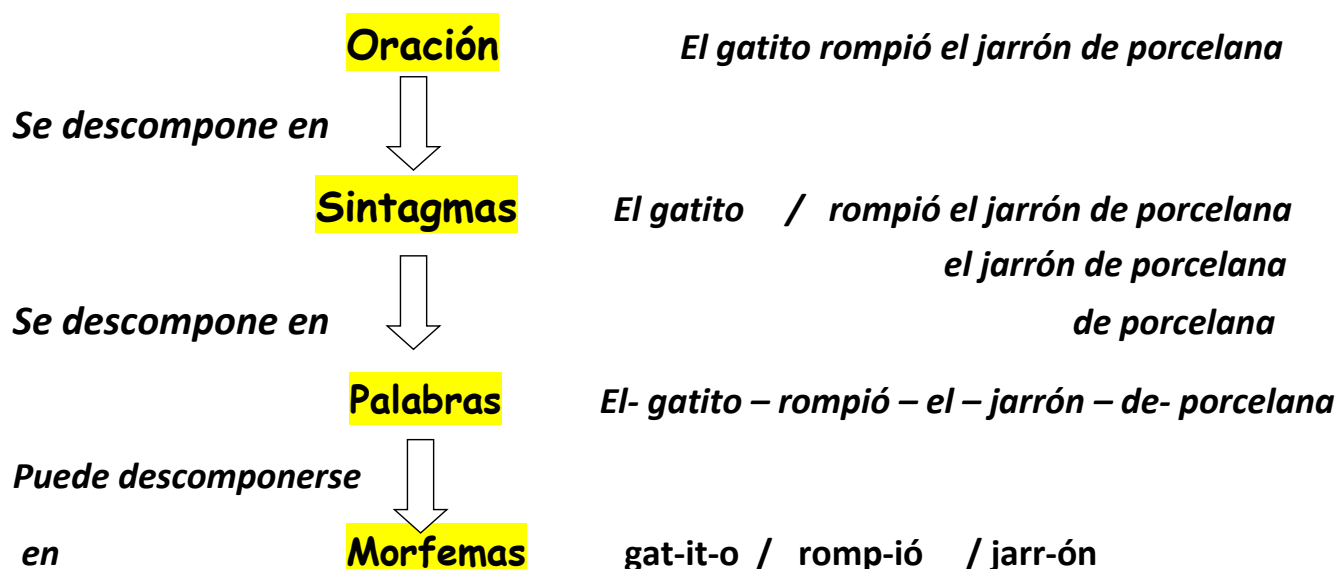 Oración El gatito rompió el jarrón de porcelana
Se descompone en
Sintagmas El gatito / rompió el jarrón de porcelana
el jarrón de porcelana
Se descompone en de porcelana
Palabras El- gatito – rompió – el – jarrón – de- porcelana
Puede descomponerse
en Morfemas gat-it-o / romp-ió / jarr-ón